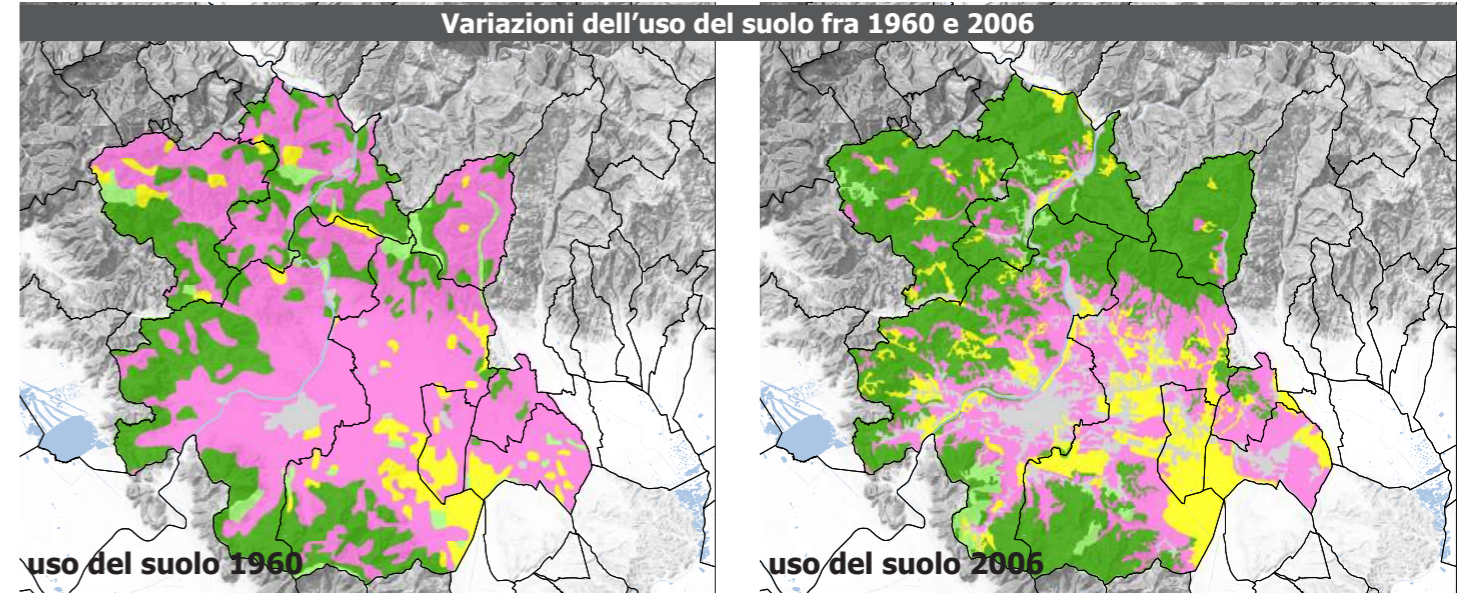 Variazioni dell'uso del suolo fra 1960 e 2006
uso del suolo 1960
uso del suolo 2006